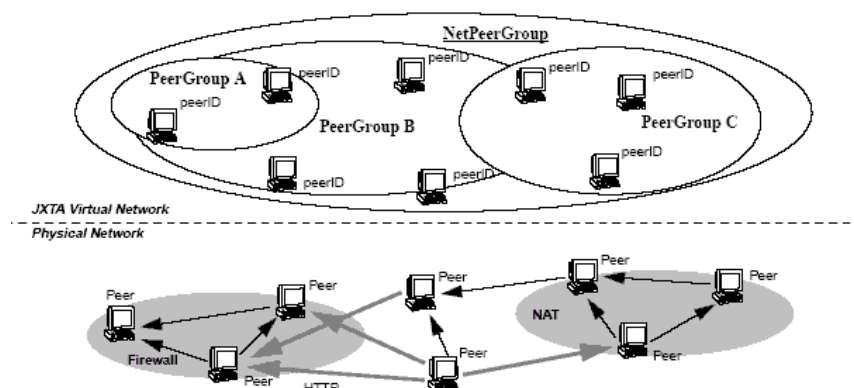 NetPeerGroup
PeerGroup A
peerID
peerID
peerID
peerID
peerID
peerID
PeerGroup B
PeerGroup C
peerID
peerID
peerID
JXTA Virtual Network
Physical Network
Peer
Peer
Peer
Peer
Peer
NAT
Firewall
Peer
Peer
Peer
HTTP